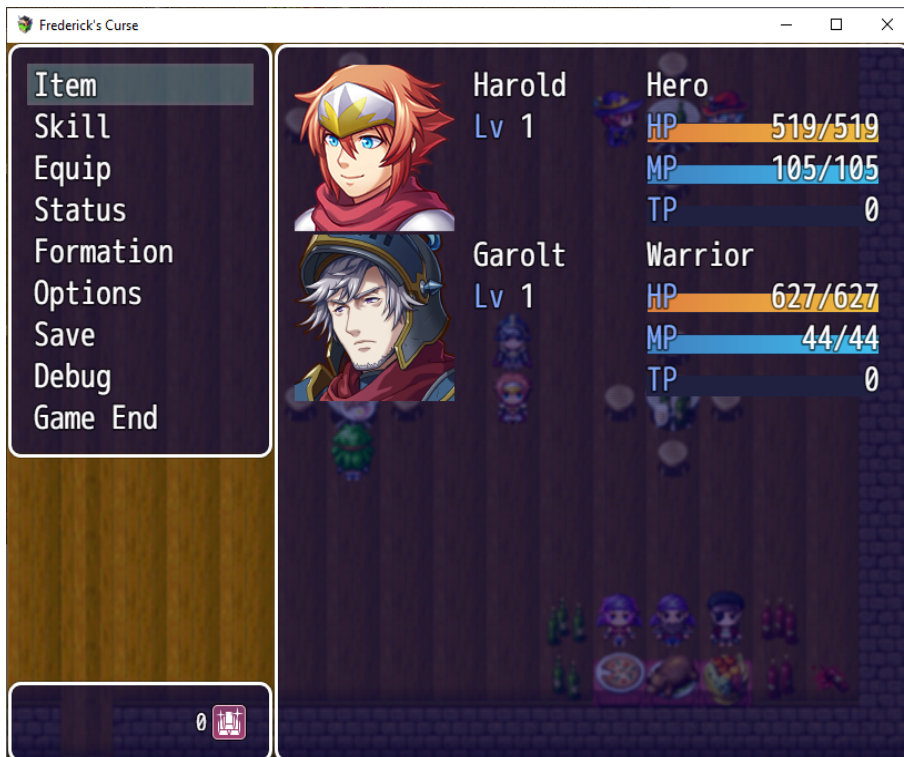 Frederick's Curse
Item
Skill
Equip
Status
Formation
Options
Save
Debug
Game End
Harold Hero
Lv 1 HP 519/519
MP 105/105
TP 0
Garolt Warrior
Lv 1 HP 627/627
MP 44/44
TP 0
0